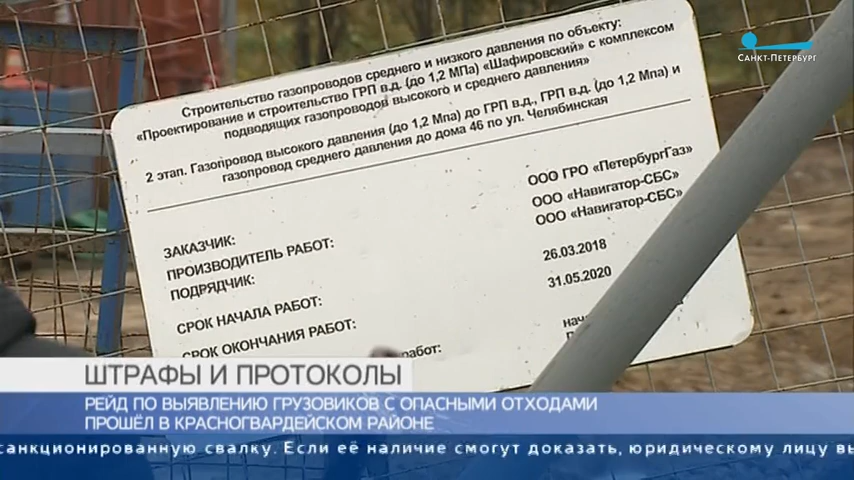 Санкт-Петербург
Строительство газопроводов среднего и низкого давления по объекту:
«Проектирование и строительство ГРП в.д. (до 1,2 МПа) «Шафировский» с комплексом
подводящих газопроводов высокого и среднего давления»
2 этап. Газопровод высокого давления (до 1,2 Мпа) до ГРП в.д., ГРП в.д. (до 1,2 Мпа) и
газопровод среднего давления до дома 46 по ул. Челябинская
ЗАКАЗЧИК: ООО ГРО «ПетербургГаз»
ПРОИЗВОДИТЕЛЬ РАБОТ: ООО «Навигатор-СБС»
ПОДРЯДЧИК: ООО «Навигатор-СБС»
СРОК НАЧАЛА РАБОТ: 26.03.2018
СРОК ОКОНЧАНИЯ РАБОТ: 31.05.2020
работ:
ШТРАФЫ И ПРОТОКОЛЫ
РЕЙД ПО ВЫЯВЛЕНИЮ ГРУЗОВИКОВ С ОПАСНЫМИ ОТХОДАМИ
ПРОШЁЛ В КРАСНОГВАРДЕЙСКОМ РАЙОНЕ
санкционированную свалку. Если её наличие смогут доказать, юридическому лицу вы